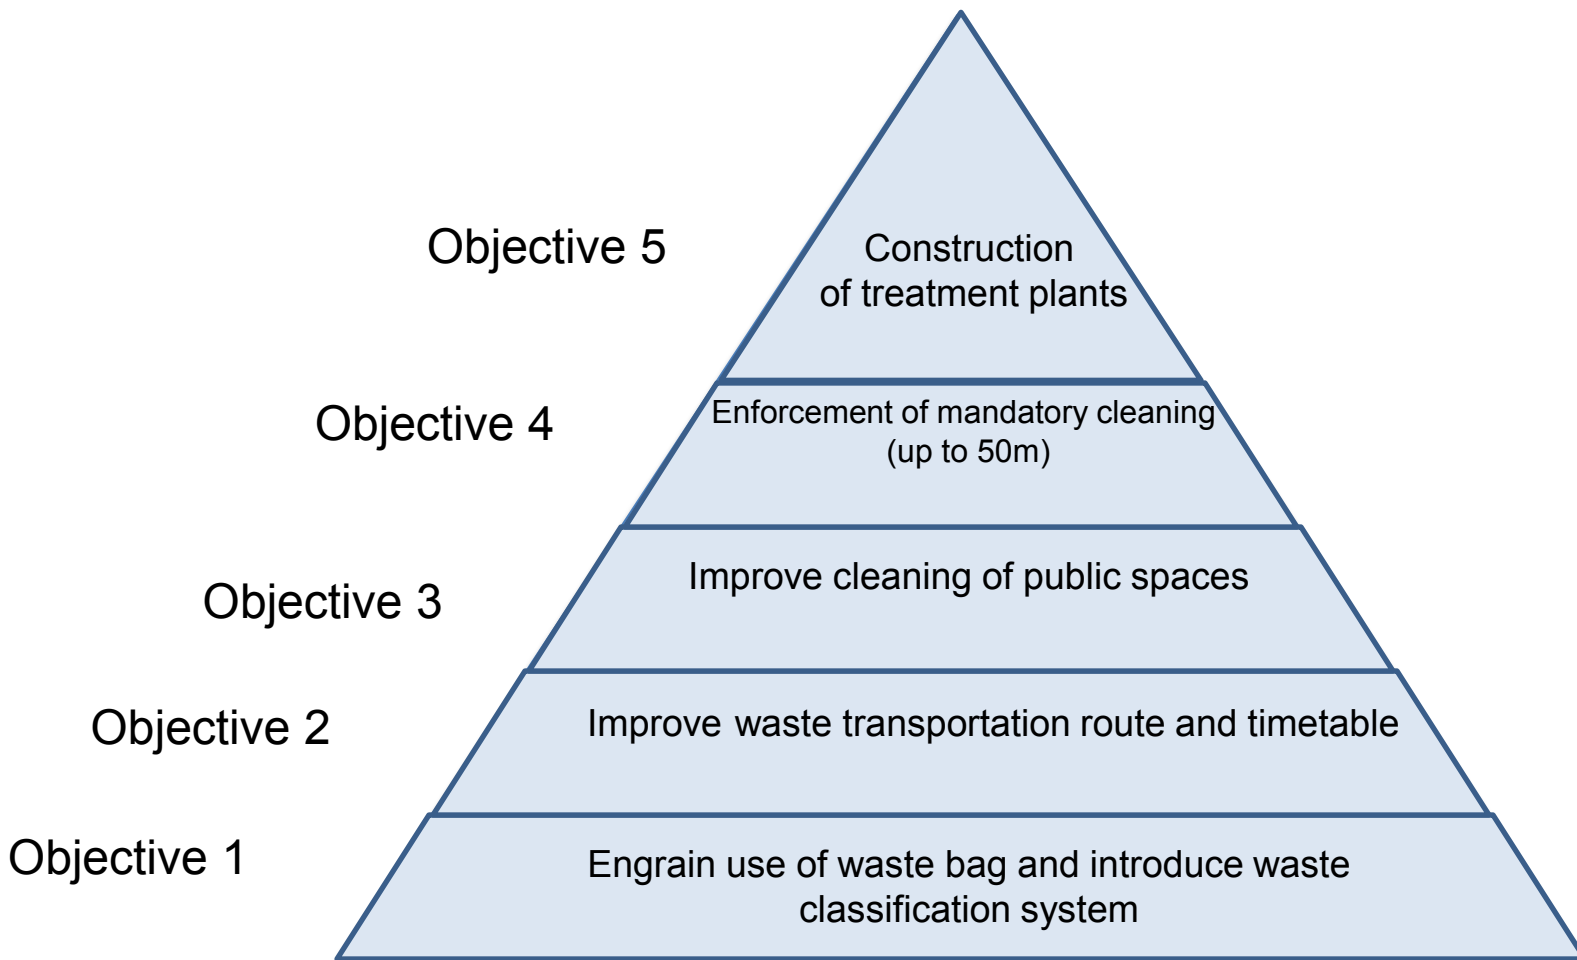 Objective 5
Construction
of treatment plants
Objective 4
Enforcement of mandatory cleaning
(up to 50m)
Objective 3
Improve cleaning of public spaces
Objective 2
Improve waste transportation route and timetable
Objective 1
Engrain use of waste bag and introduce waste
classification system